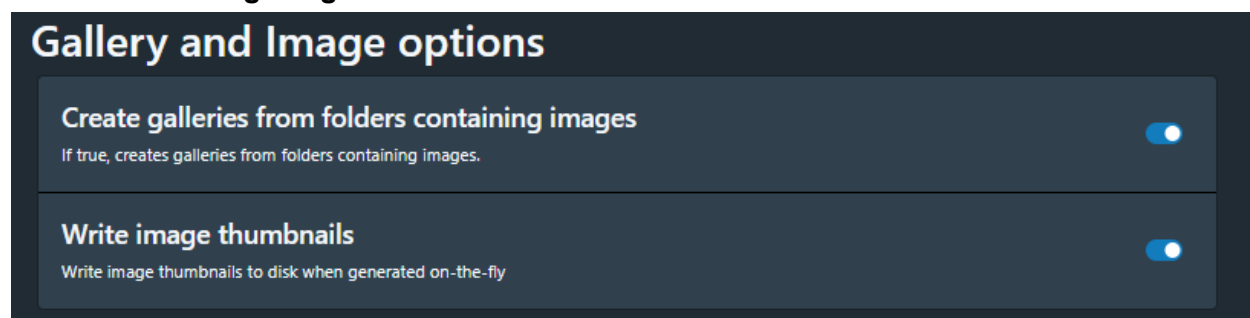 Gallery and Image options
Create galleries from folders containing images
If true, creates galleries from folders containing images.
Write image thumbnails
Write image thumbnails to disk when generated on-the-fly